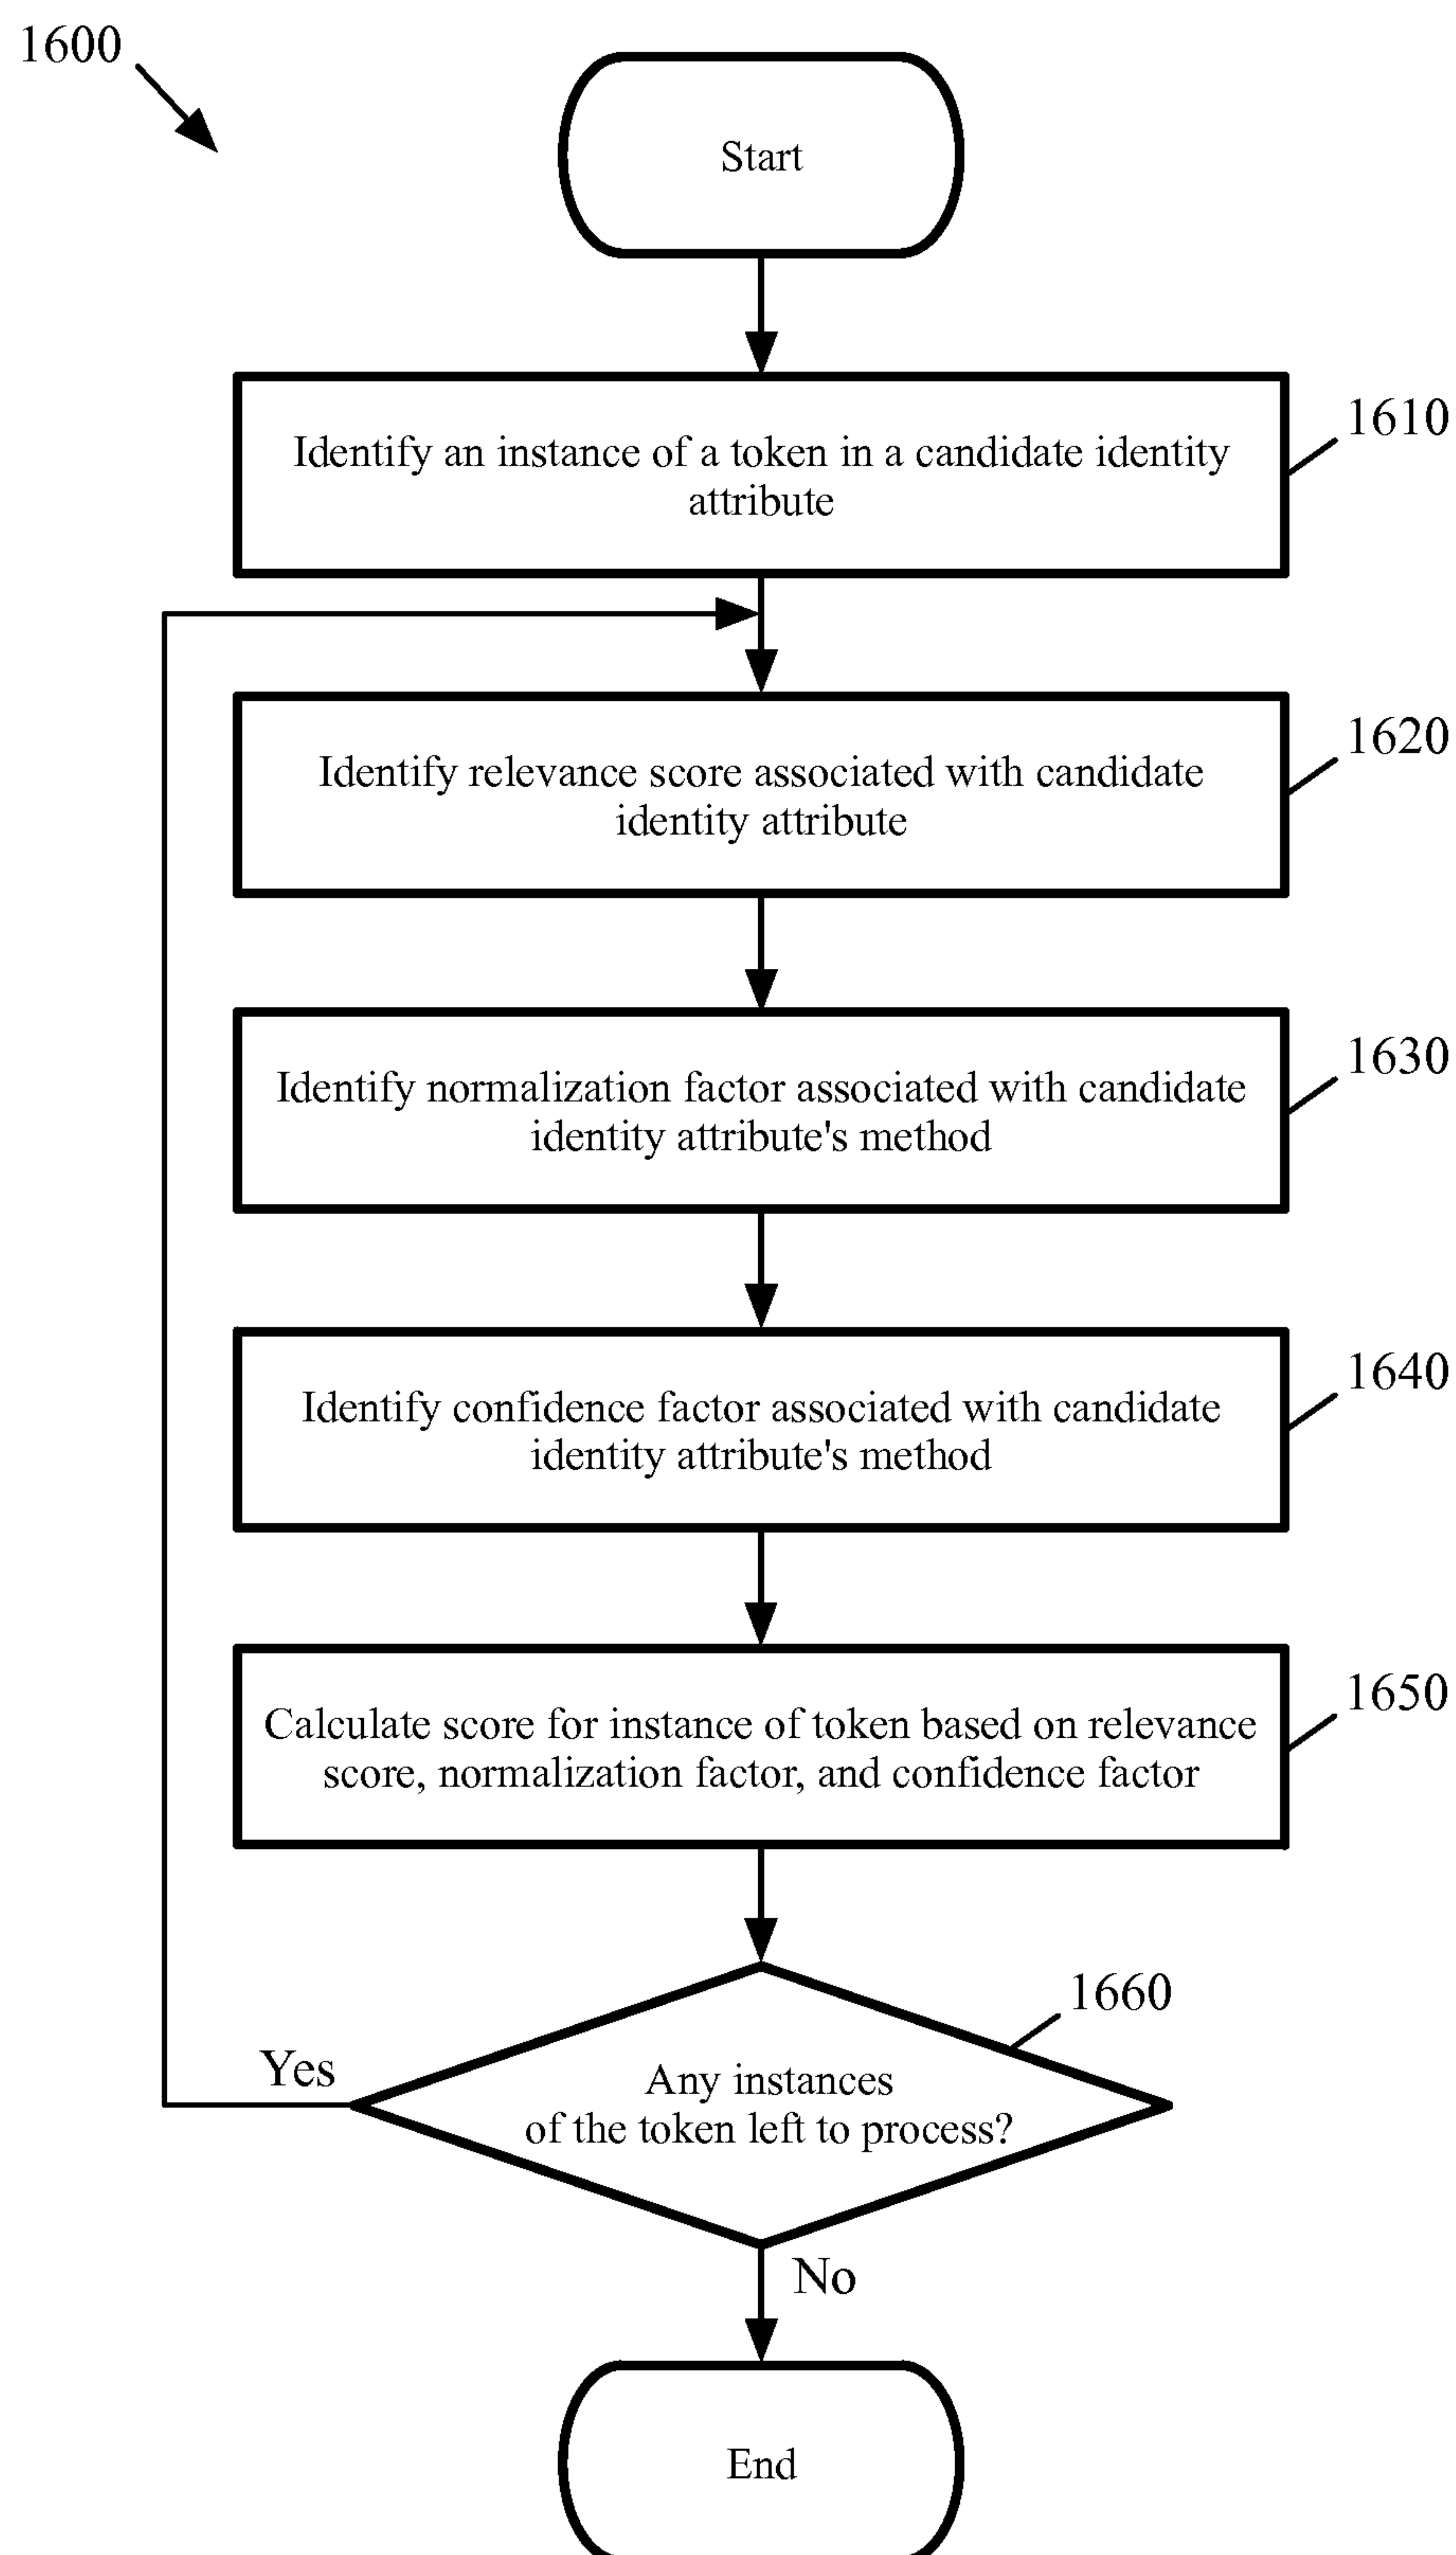 1600
Start
Identify an instance of a token in a candidate identity
attribute
1610
Identify relevance score associated with candidate
identity attribute
1620
Identify normalization factor associated with candidate
identity attribute's method
1630
Identify confidence factor associated with candidate
identity attribute's method
1640
Calculate score for instance of token based on relevance
score, normalization factor, and confidence factor
1650
1660
Any instances
of the token left to process?
Yes
No
End